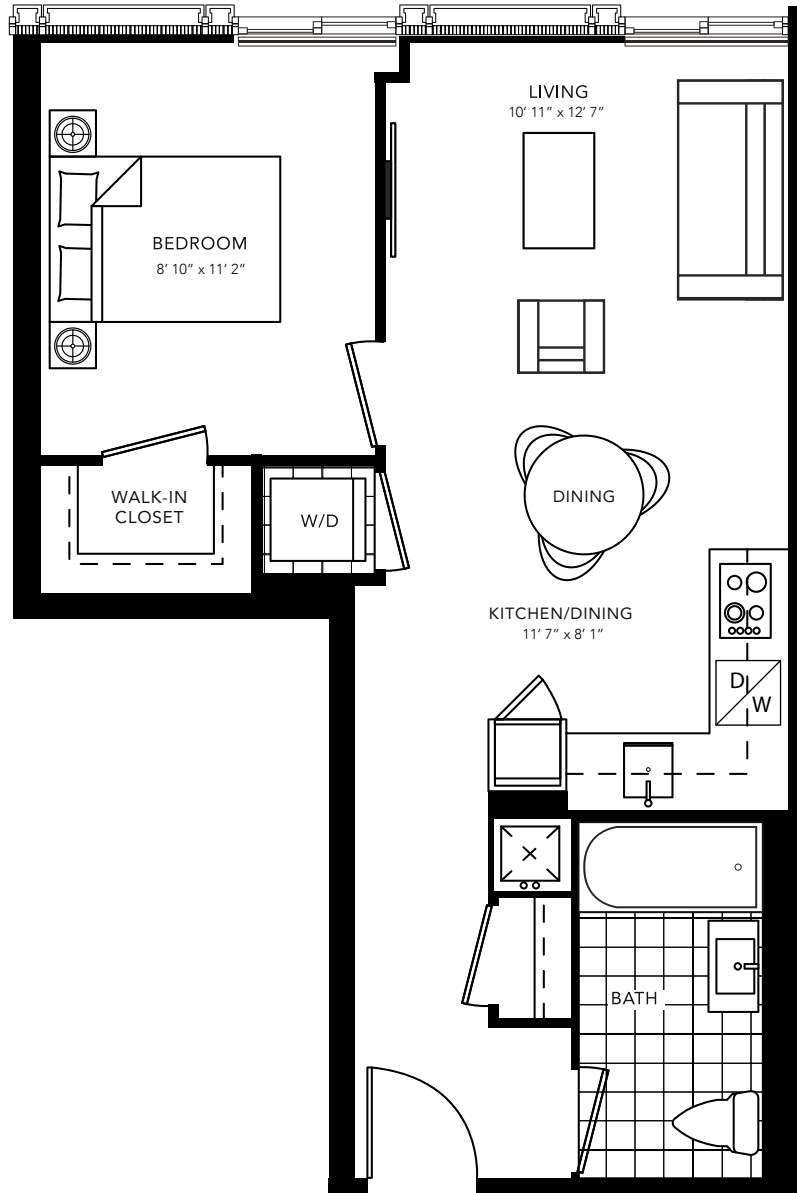 LIVING
10’ 11” x 12’ 7”
BEDROOM
8’ 10” x 11’ 2”
WALK-IN
CLOSET
W/D
DINING
KITCHEN/DINING
11’ 7” x 8’ 1”
D
W
BATH